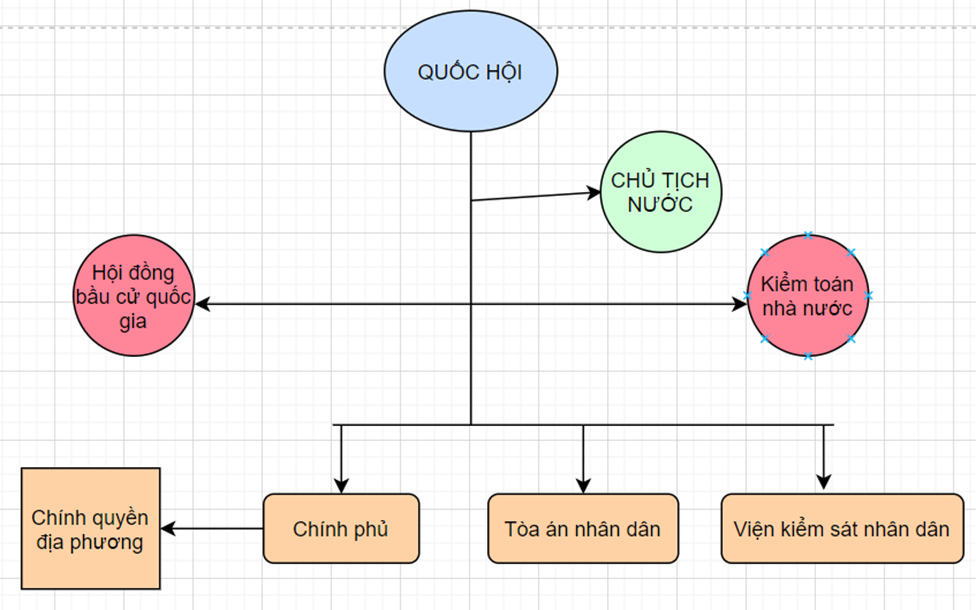 QUỐC HỘI
CHỦ TỊCH
NƯỚC
Hội đồng
bầu cử quốc
gia
Kiểm toán
nhà nước
Chính quyền
địa phương
Chính phủ
Tòa án nhân dân
Viện kiểm sát nhân dân